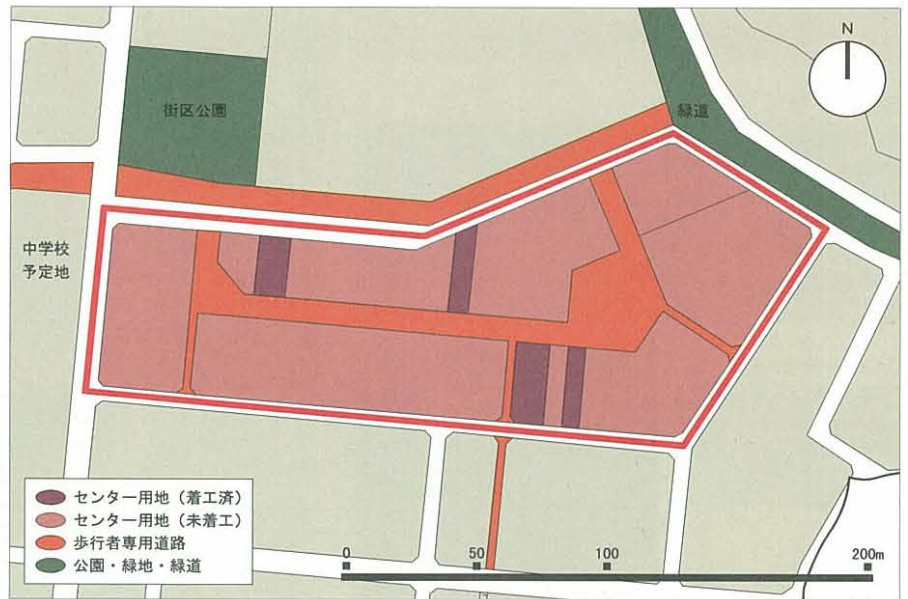 N
街区公園
緑道
中学校
予定地
センター用地（着工済）
センター用地（未着工）
歩行者専用道路
公園・緑地・緑道
0 50 100 200m